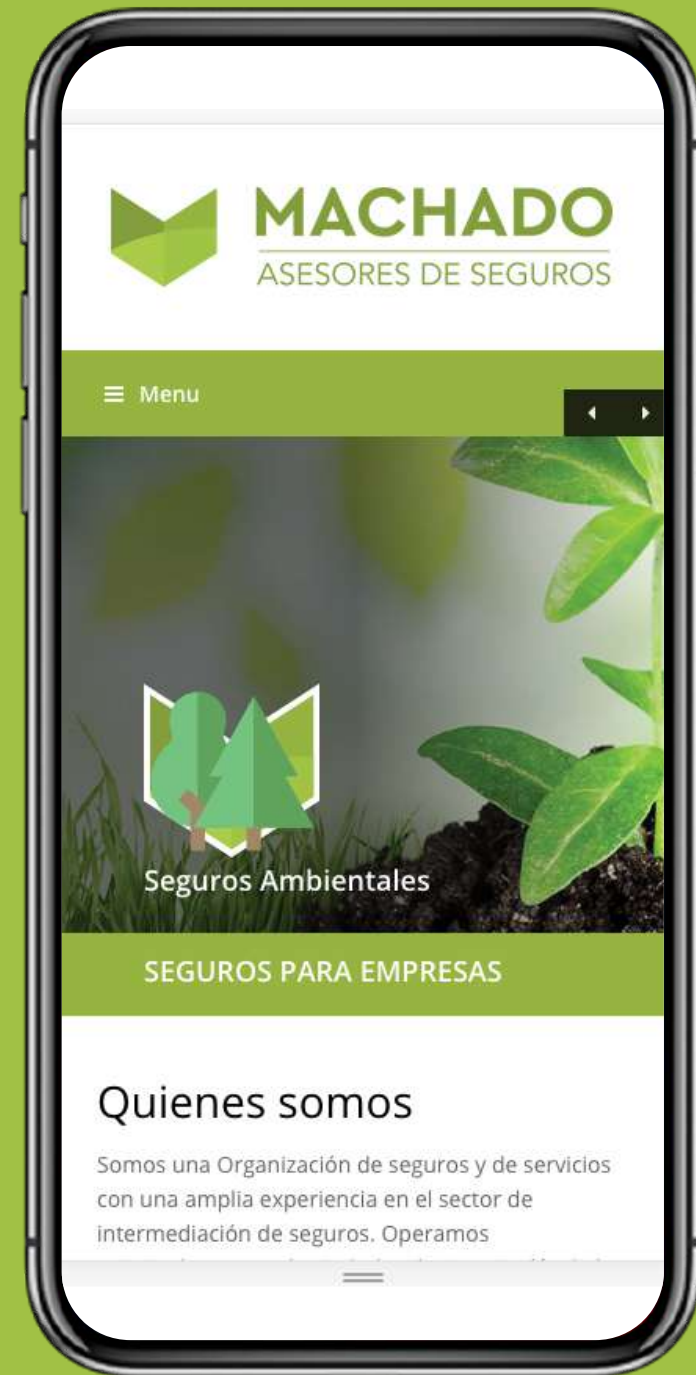 MACHADO
ASESORES DE SEGUROS
Menu
Seguros Ambientales
SEGUROS PARA EMPRESAS
Quienes somos
Somos una Organización de seguros y de servicios
con una amplia experiencia en el sector de
intermediación de seguros. Operamos